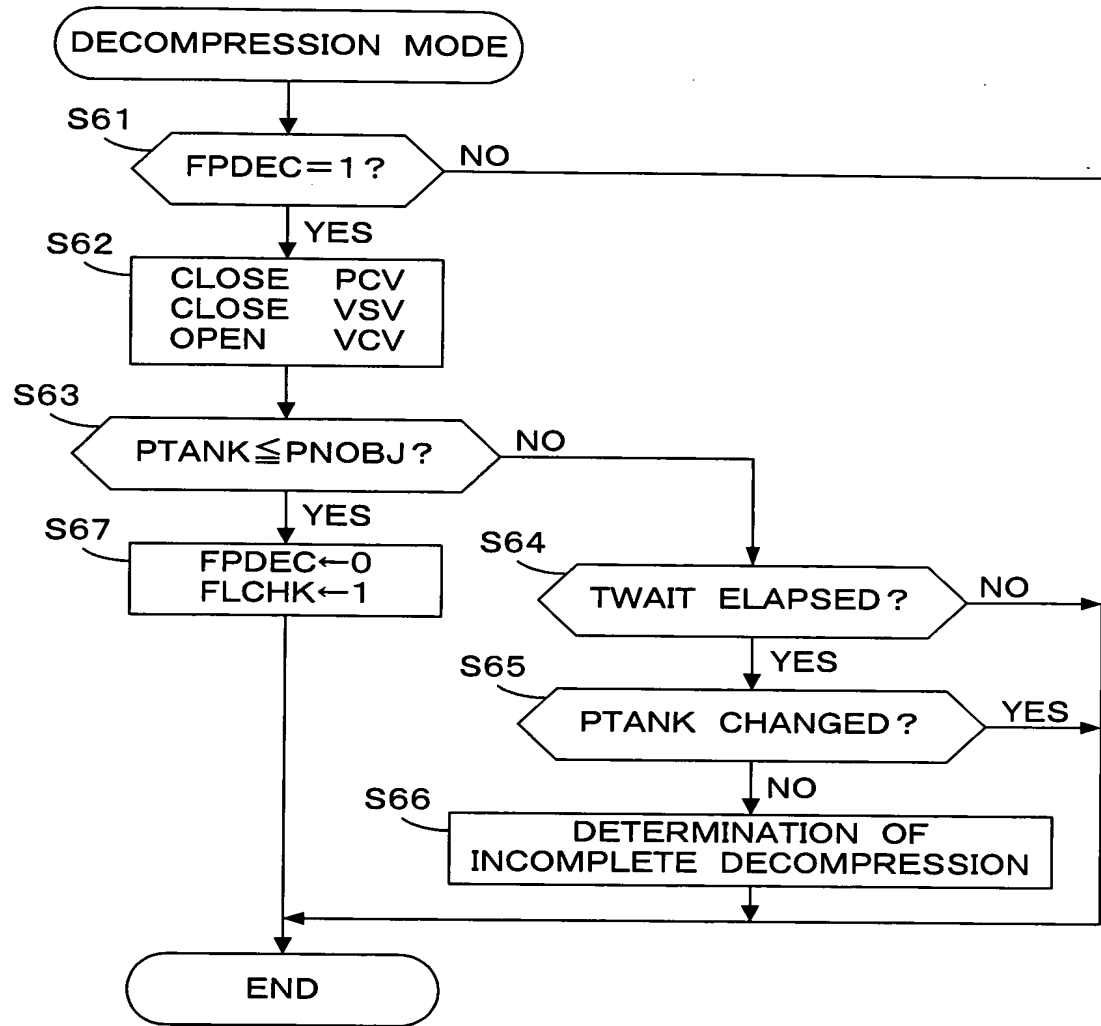 DECOMPRESSION MODE
S61
FPDEC=1?
NO
YES
S62
CLOSE PCV
CLOSE VSV
OPEN VCV
S63
PTANK≦PNOBJ?
NO
YES
S67
FPDEC←0
FLCHK←1
S64
TWAIT ELAPSED?
NO
YES
S65
PTANK CHANGED?
YES
NO
S66
DETERMINATION OF
INCOMPLETE DECOMPRESSION
END